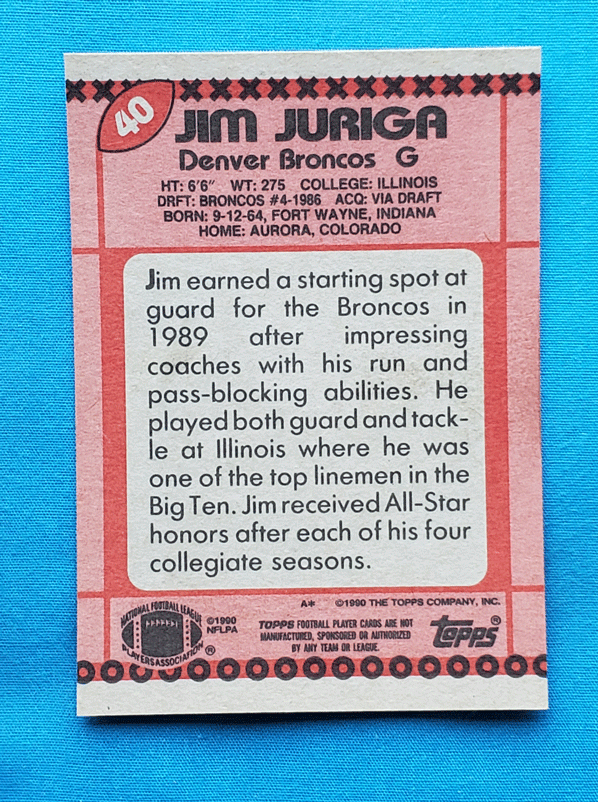 40
JIM JURIGA
Denver Broncos G
HT: 6'6" WT: 275 COLLEGE: ILLINOIS
DRFT: BRONCOS #4-1986 ACQ: VIA DRAFT
BORN: 9-12-64, FORT WAYNE, INDIANA
HOME: AURORA, COLORADO
Jim earned a starting spot at
guard for the Broncos in
1989 after impressing
coaches with his run and
pass-blocking abilities. He
played both guard and tack-
le at Illinois where he was
one of the top linemen in the
Big Ten. Jim received All-Star
honors after each of his four
collegiate seasons.
A* ©1990 THE TOPPS COMPANY, INC.
NATIONAL FOOTBALL LEAGUE
PLAYERS ASSOCIATION ®
©1990
NFLPA
TOPPS FOOTBALL PLAYER CARDS ARE NOT
MANUFACTURED, SPONSORED OR AUTHORIZED
BY ANY TEAM OR LEAGUE.
Topps®